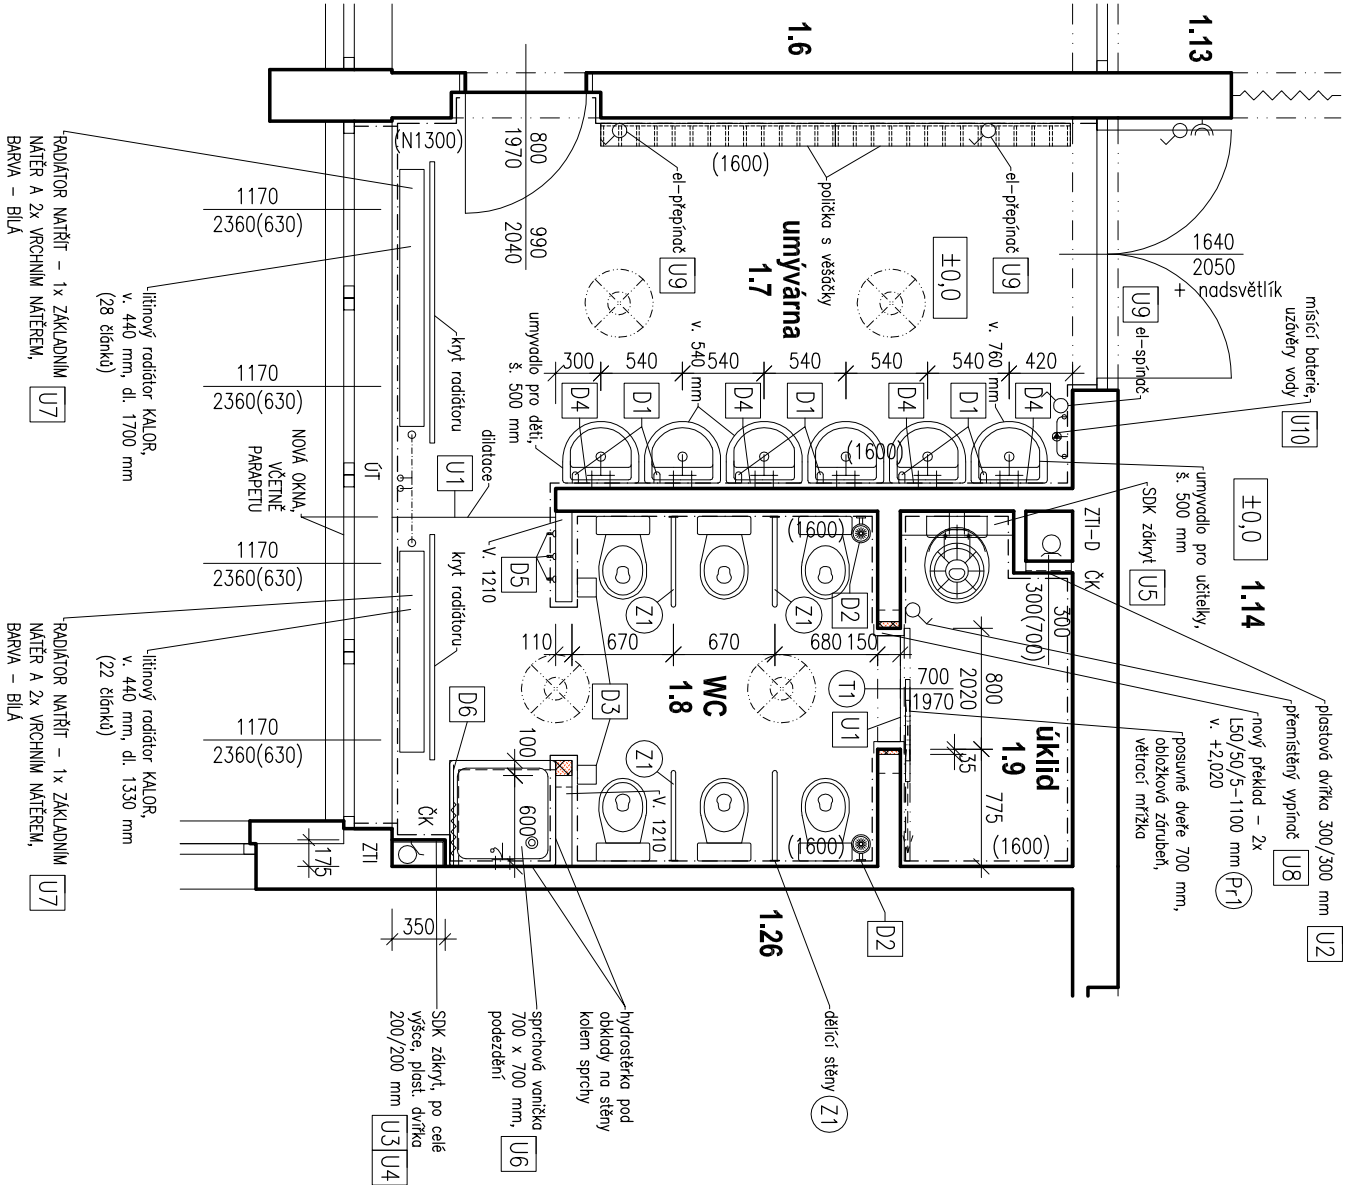 1.13
1.6
(N1300)
800
1970
990
2040
(1600)
polička s věšáčky
el-přepínač
U9
el-přepínač
U9
umývárna
1.7
±0,0
1640
2050
+ nadsvětlík
U9
el-spínač
mísící baterie,
uzávěry vody
U10
RADIÁTOR NATŘÍT - 1x ZÁKLADNÍM
NÁTĚR A 2x VRCHNÍM NÁTĚREM,
BARVA - BÍLÁ
U7
1170
2360(630)
litinový radiátor KALOR,
v. 440 mm, dl. 1700 mm
(28 článků)
kryt radiátoru
1170
2360(630)
umyvadlo pro děti,
š. 500 mm
v. 540 mm
v. 760 mm
300
540
540
540
540
540
420
D4
D1
D4
D1
D4
D1
D4
(1600)
umyvadlo pro učitelky,
š. 500 mm
±0,0
1.14
SDK zákryt
U5
ZTI-D
ČK
300
300(700)
NOVÁ OKNA,
VČETNĚ
PARAPETU
ÚT
U1
dilatace
v. 1210
D5
(1600)
D2
Z1
Z1
1170
2360(630)
kryt radiátoru
110
670
670
680
150
D3
WC
1.8
T1
700
1970
U1
800
2020
35
775
úklid
1.9
(1600)
plastová dvířka 300/300 mm
U2
přemístěný vypínač
U8
nový překlad - 2x
L50/50/5-1100 mm
Pr1
v. +2,020
posuvné dveře 700 mm,
obložková zárubeň,
větrací mřížka
RADIÁTOR NATŘÍT - 1x ZÁKLADNÍM
NÁTĚR A 2x VRCHNÍM NÁTĚREM,
BARVA - BÍLÁ
U7
litinový radiátor KALOR,
v. 440 mm, dl. 1330 mm
(22 článků)
1170
2360(630)
D6
100
600
Z1
v. 1210
(1600)
D2
ČK
ZTI
175
350
1.26
SDK zákryt, po celé
výšce, plast. dvířka
200/200 mm
U3
U4
sprchová vanička
700 x 700 mm,
podezdění
U6
hydrostěrka pod
obklady na stěny
kolem sprchy
dělící stěny
Z1